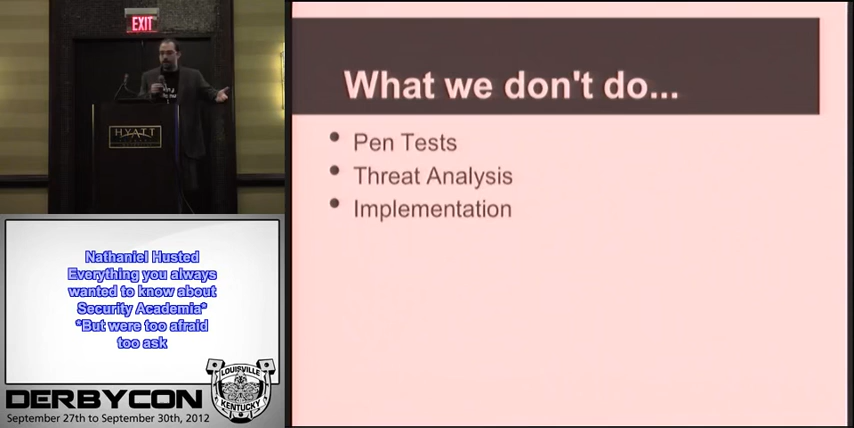 EXIT
HYATT
What we don't do...
• Pen Tests
• Threat Analysis
• Implementation
Nathaniel Husted
Everything you always
wanted to know about
Security Academia*
*But were too afraid
too ask
LOUISVILLE
KENTUCKY
DERBYCON
September 27th to September 30th, 2012